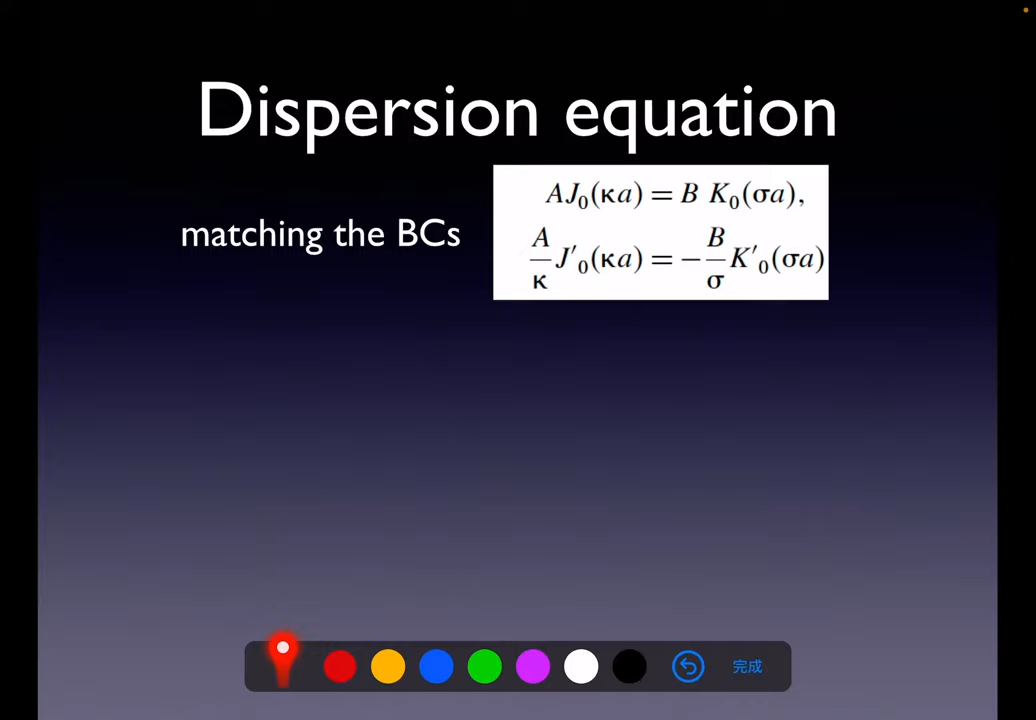 Dispersion equation
matching the BCs
AJ₀(κa) = B K₀(σa),
A/κ J′₀(κa) = −B/σ K′₀(σa)
完成